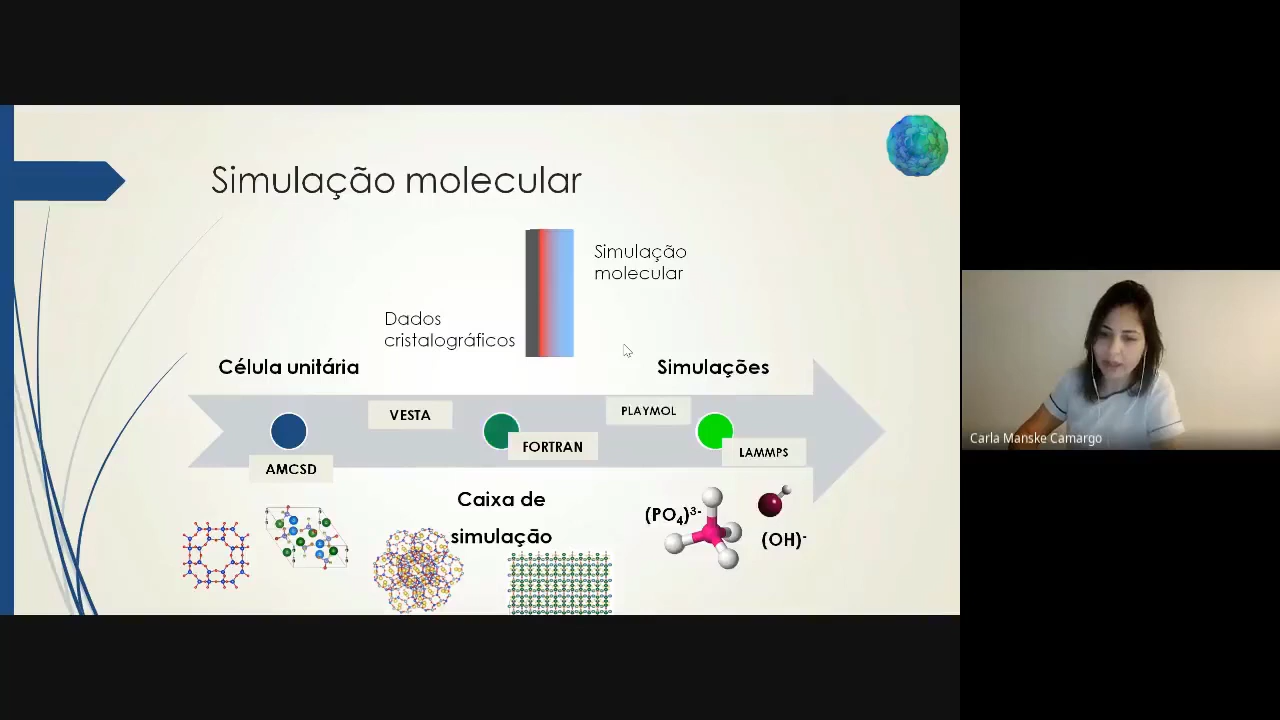 Simulação molecular
Simulação
molecular
Dados
cristalográficos
Célula unitária
Simulações
VESTA
PLAYMOL
FORTRAN
LAMMPS
AMCSD
Caixa de
simulação
(PO₄)³⁻
(OH)⁻
Carla Manske Camargo